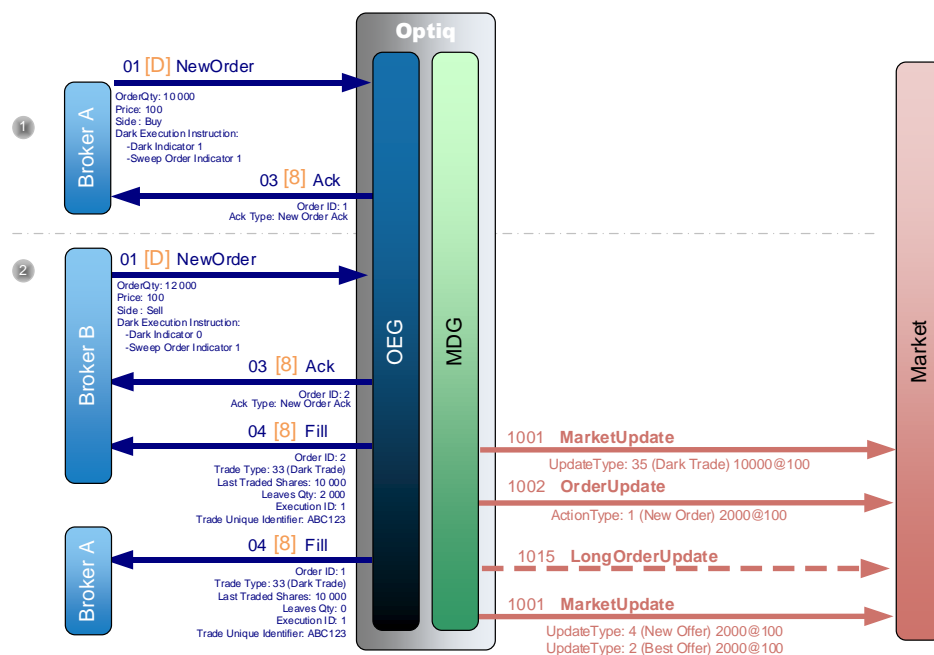 Optiq
01 [D] NewOrder
1
Broker A
OrderQty: 10 000
Price: 100
Side : Buy
Dark Execution Instruction:
-Dark Indicator 1
-Sweep Order Indicator 1
03 [8] Ack
Order ID: 1
Ack Type: New Order Ack
2
Broker B
01 [D] NewOrder
OrderQty: 12 000
Price: 100
Side : Sell
Dark Execution Instruction:
-Dark Indicator 0
-Sweep Order Indicator 1
OEG
MDG
Market
03 [8] Ack
Order ID: 2
Ack Type: New Order Ack
04 [8] Fill
Order ID: 2
Trade Type: 33 (Dark Trade)
Last Traded Shares: 10 000
Leaves Qty: 2 000
Execution ID: 1
Trade Unique Identifier: ABC123
1001 MarketUpdate
UpdateType: 35 (Dark Trade) 10000@100
1002 OrderUpdate
ActionType: 1 (New Order) 2000@100
Broker A
04 [8] Fill
Order ID: 1
Trade Type: 33 (Dark Trade)
Last Traded Shares: 10 000
Leaves Qty: 0
Execution ID: 1
Trade Unique Identifier: ABC123
1015 LongOrderUpdate
1001 MarketUpdate
UpdateType: 4 (New Offer) 2000@100
UpdateType: 2 (Best Offer) 2000@100